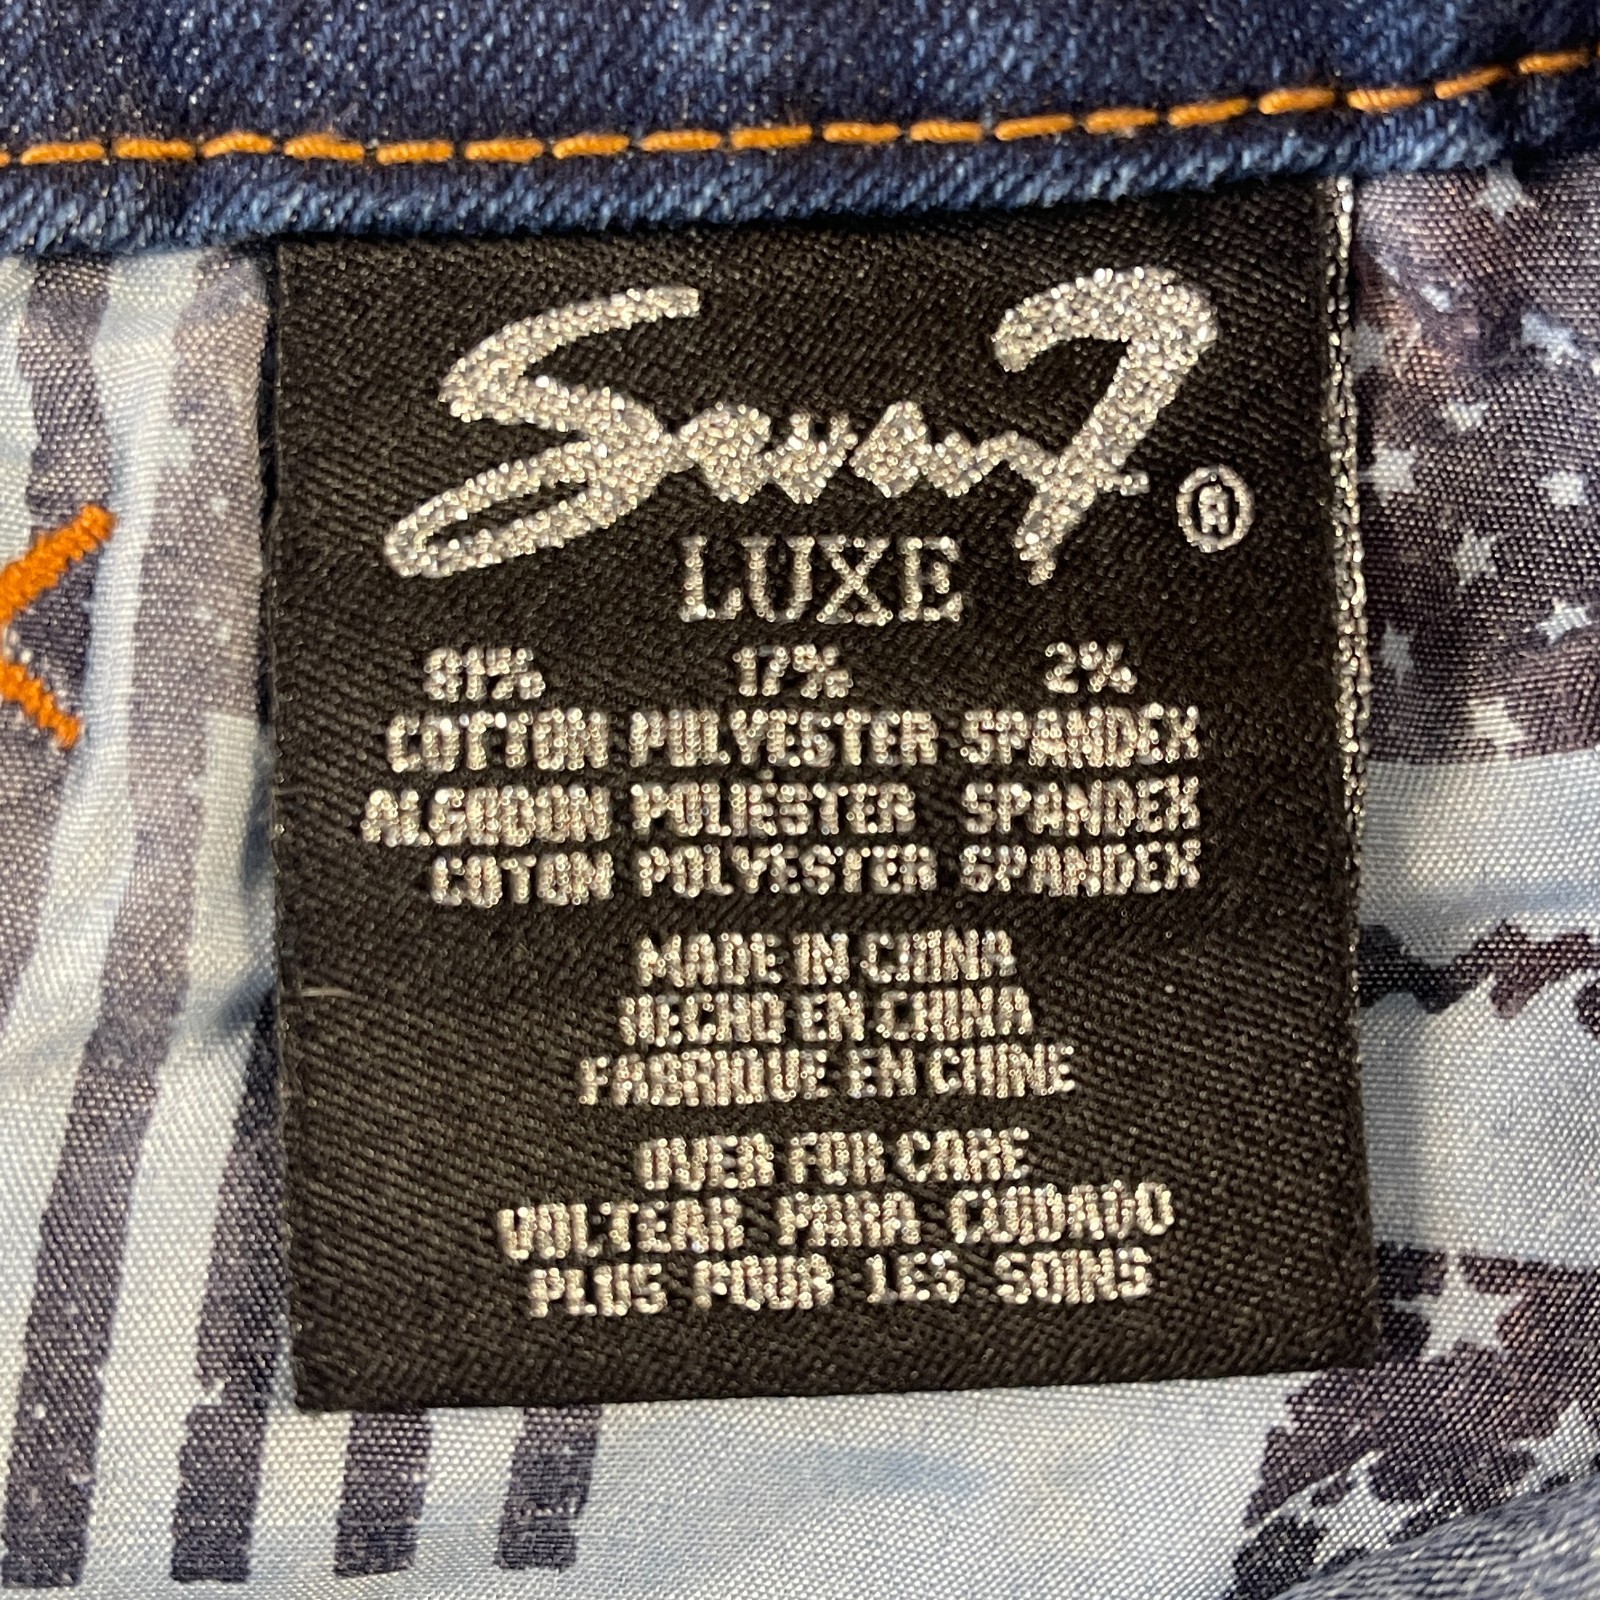 Seven7®
LUXE
81% 17% 2%
COTTON POLYESTER SPANDEX
ALGODON POLIESTER SPANDEX
COTON POLYESTER SPANDEX
MADE IN CHINA
HECHO EN CHINA
FABRIQUE EN CHINE
OVER FOR CARE
VOLTEAR PARA CUIDADO
PLUS POUR LES SOINS